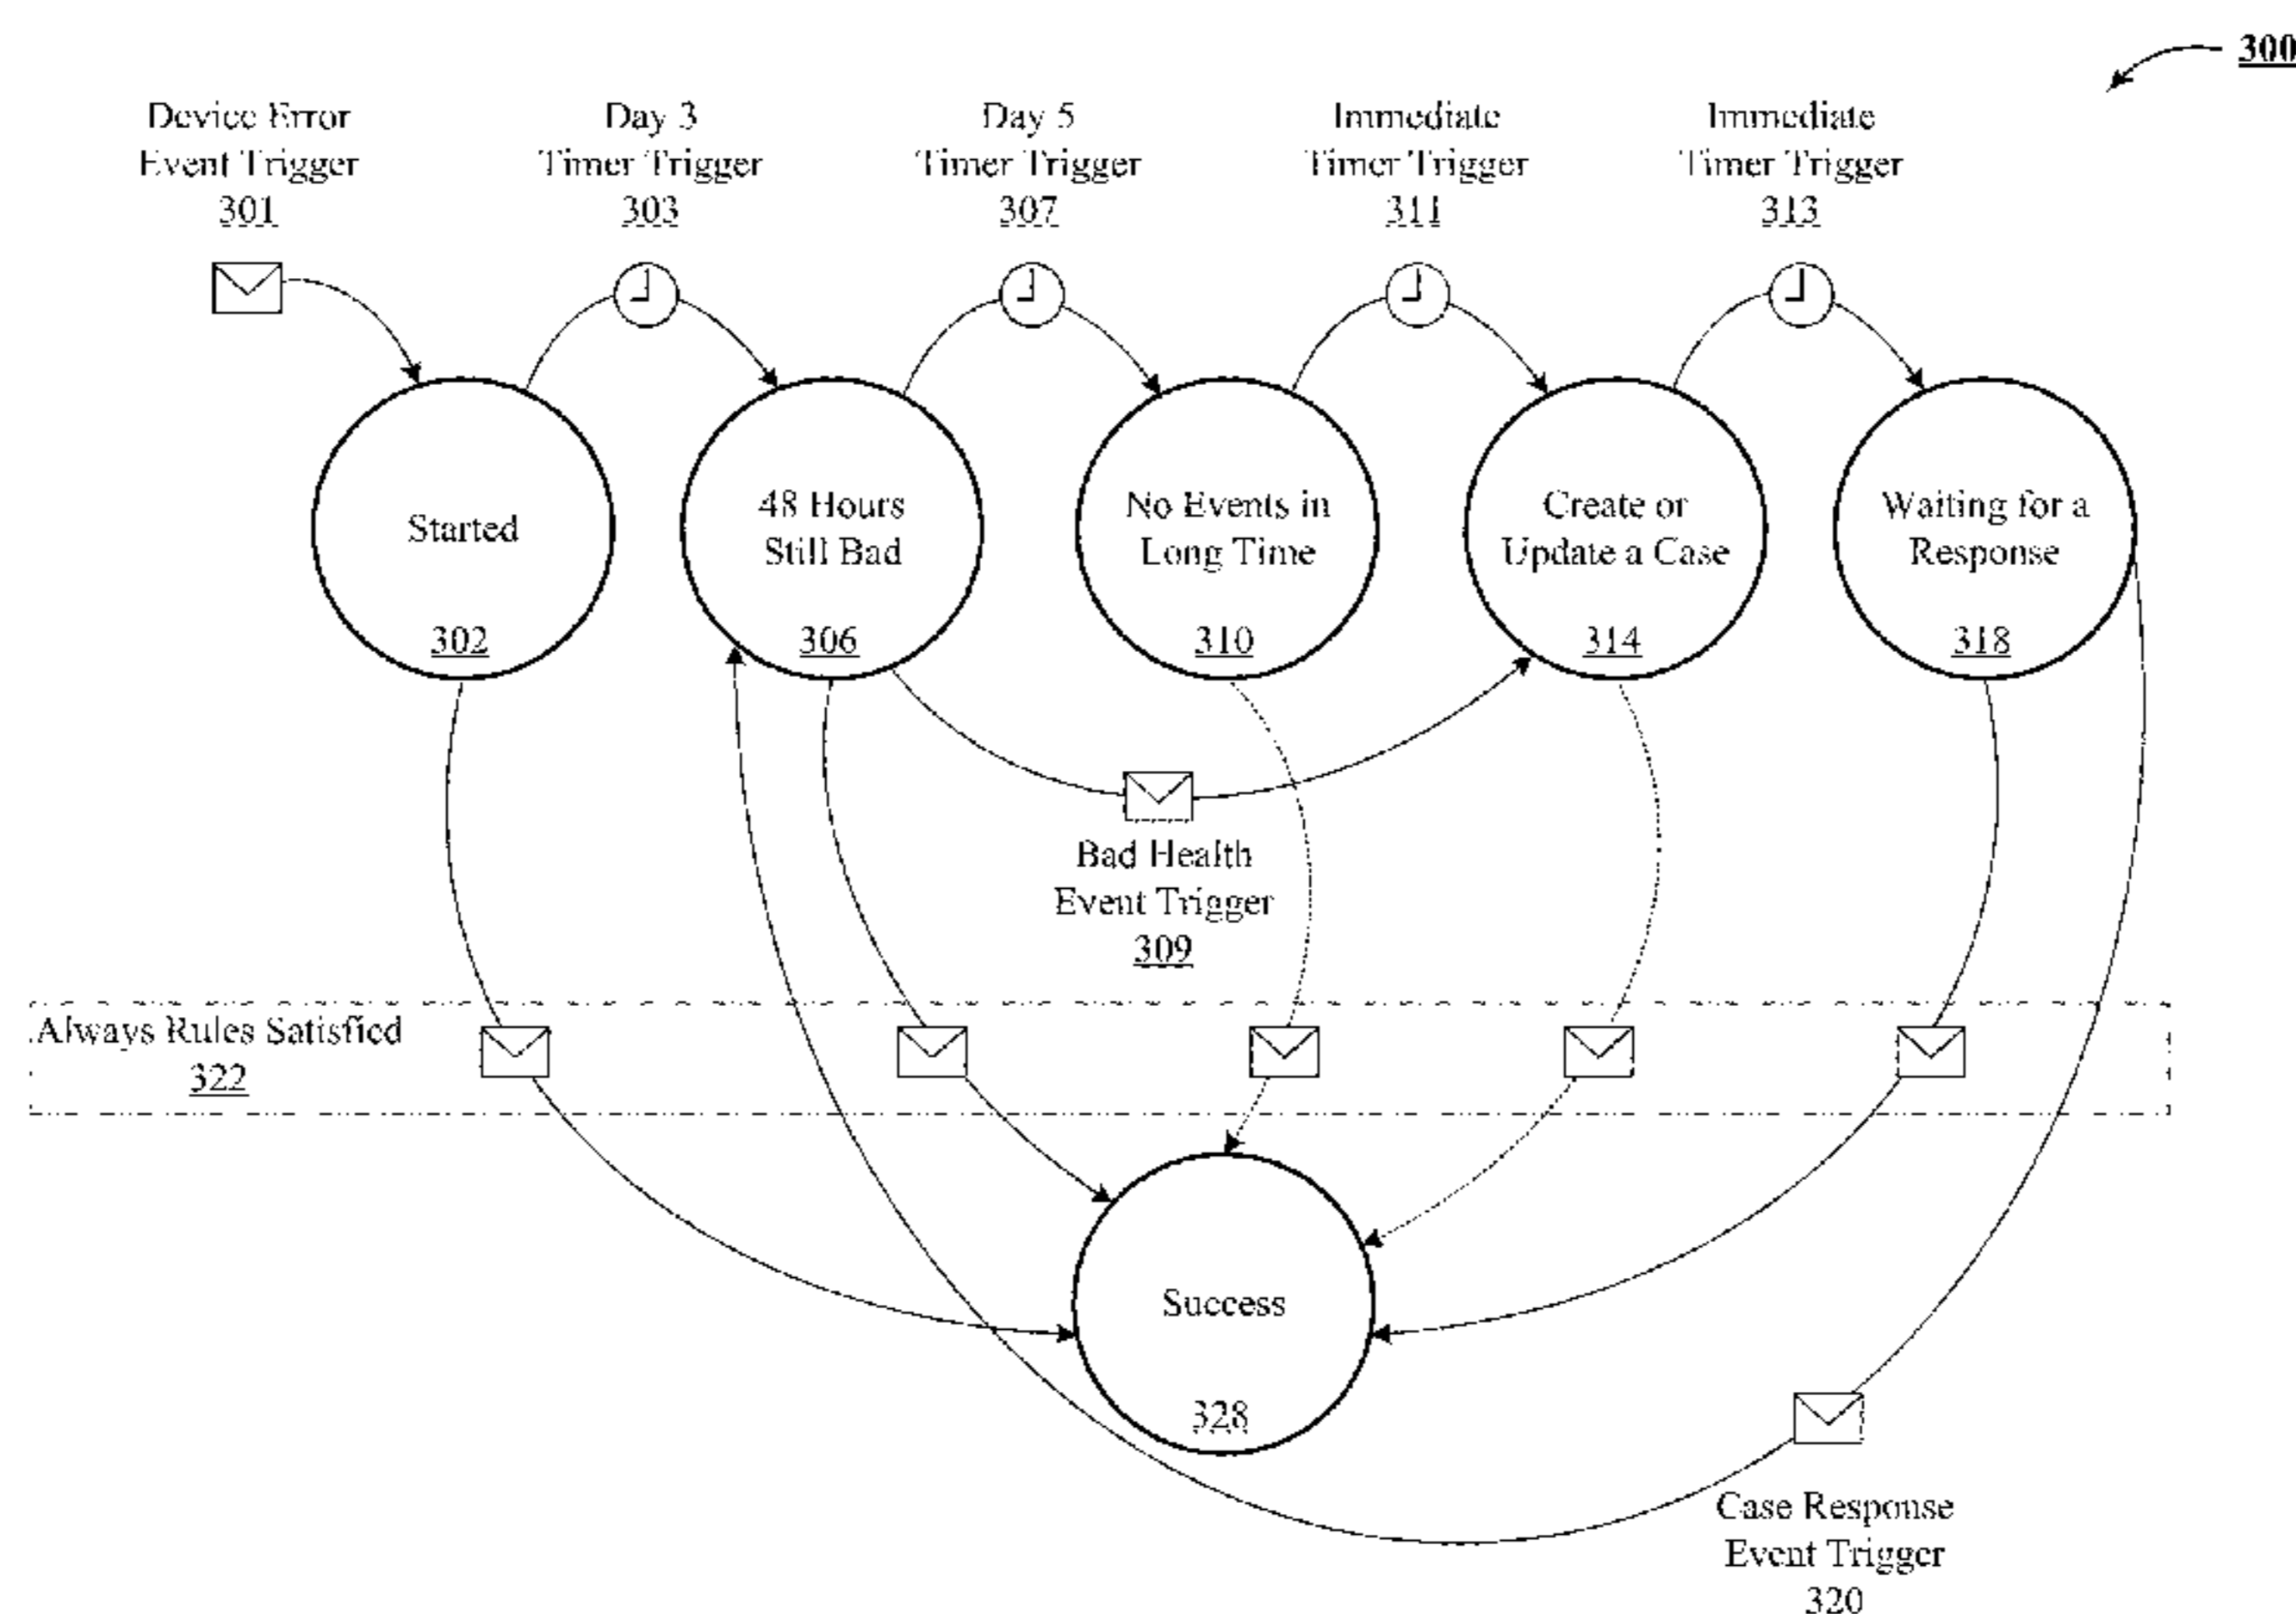 300
Device Error
Event Trigger
301
Day 3
Timer Trigger
303
Day 5
Timer Trigger
307
Immediate
Timer Trigger
311
Immediate
Timer Trigger
313
Started
302
48 Hours
Still Bad
306
No Events in
Long Time
310
Create or
Update a Case
314
Waiting for a
Response
318
Bad Health
Event Trigger
309
Always Rules Satisfied
322
Success
328
Case Response
Event Trigger
320